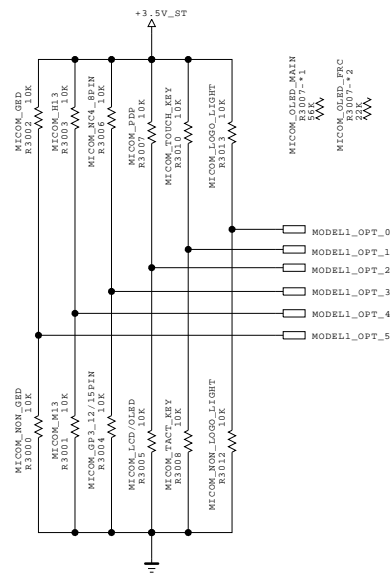 +3.5V_ST
MICOM_GED
R3002 10K
MICOM_H13
R3003 10K
MICOM_NC4_8PIN
R3006 10K
MICOM_PDP
R3007 10K
MICOM_TOUCH_KEY
R3010 10K
MICOM_LOGO_LIGHT
R3013 10K
MICOM_OLED_MAIN
R3007-*1
56K
MICOM_OLED_FRC
R3007-*2
22K
MODEL1_OPT_0
MODEL1_OPT_1
MODEL1_OPT_2
MODEL1_OPT_3
MODEL1_OPT_4
MODEL1_OPT_5
MICOM_NON_GED
R3000 10K
MICOM_M13
R3001 10K
MICOM_GP3_12/15PIN
R3004 10K
MICOM_LCD/OLED
R3005 10K
MICOM_TACT_KEY
R3008 10K
MICOM_NON_LOGO_LIGHT
R3012 10K